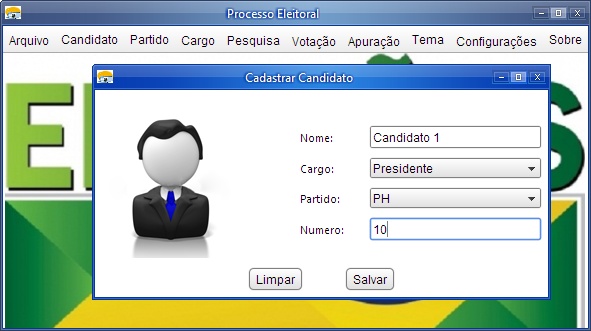 Processo Eleitoral
Arquivo Candidato Partido Cargo Pesquisa Votação Apuração Tema Configurações Sobre
Cadastrar Candidato
Nome: Candidato 1
Cargo: Presidente
Partido: PH
Numero: 10
Limpar Salvar